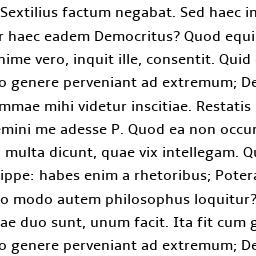 Sextilius factum negabat. Sed haec in
r haec eadem Democritus? Quod equi
nime vero, inquit ille, consentit. Quid
o genere perveniant ad extremum; De
mmae mihi videtur inscitiae. Restatis
emini me adesse P. Quod ea non occur
multa dicunt, quae vix intellegam. Qu
ippe: habes enim a rhetoribus; Potera
o modo autem philosophus loquitur?
ae duo sunt, unum facit. Ita fit cum g
o genere perveniant ad extremum; De